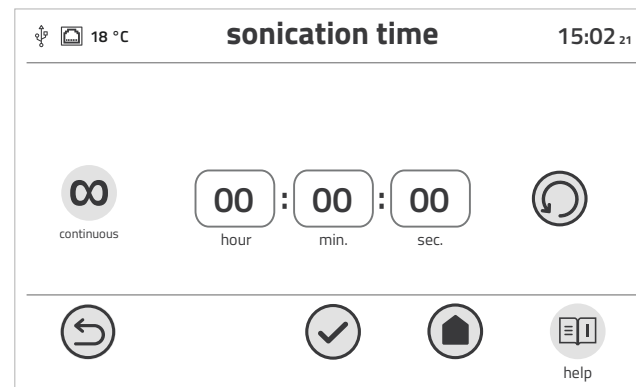 18 °C sonication time 15:02 21
∞ 00 : 00 : 00
continuous hour min. sec.
help